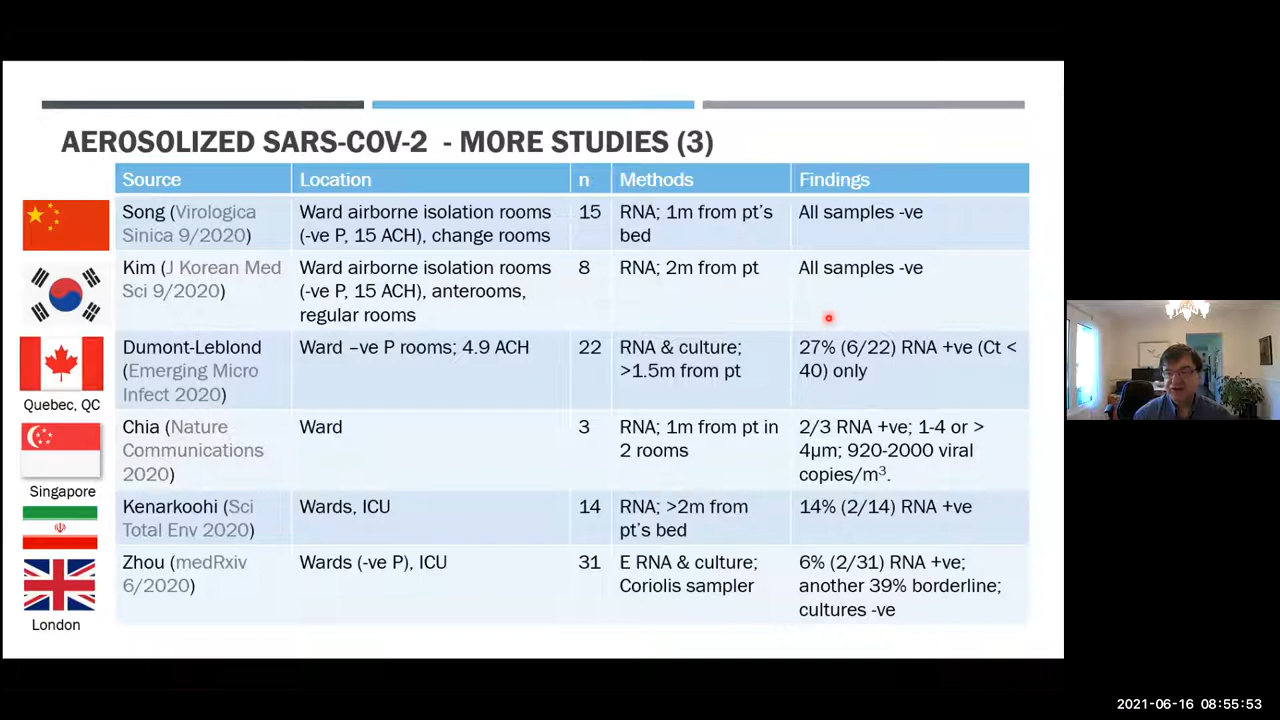 AEROSOLIZED SARS-COV-2 - MORE STUDIES (3)
Source Location n Methods Findings
Song (Virologica Sinica 9/2020) Ward airborne isolation rooms (-ve P, 15 ACH), change rooms 15 RNA; 1m from pt's bed All samples -ve
Kim (J Korean Med Sci 9/2020) Ward airborne isolation rooms (-ve P, 15 ACH), anterooms, regular rooms 8 RNA; 2m from pt All samples -ve
Quebec, QC
Dumont-Leblond (Emerging Micro Infect 2020) Ward –ve P rooms; 4.9 ACH 22 RNA & culture; >1.5m from pt 27% (6/22) RNA +ve (Ct < 40) only
Singapore
Chia (Nature Communications 2020) Ward 3 RNA; 1m from pt in 2 rooms 2/3 RNA +ve; 1-4 or > 4µm; 920-2000 viral copies/m³.
Kenarkoohi (Sci Total Env 2020) Wards, ICU 14 RNA; >2m from pt's bed 14% (2/14) RNA +ve
London
Zhou (medRxiv 6/2020) Wards (-ve P), ICU 31 E RNA & culture; Coriolis sampler 6% (2/31) RNA +ve; another 39% borderline; cultures -ve
2021-06-16 08:55:53